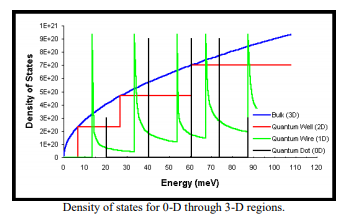 1E+21
9E+20
8E+20
7E+20
6E+20
5E+20
4E+20
3E+20
2E+20
1E+20
0
Density of States
0 10 20 30 40 50 60 70 80 90 100 110 120
Energy (meV)
Bulk (3D)
Quantum Well (2D)
Quantum Wire (1D)
Quantum Dot (0D)
Density of states for 0-D through 3-D regions.